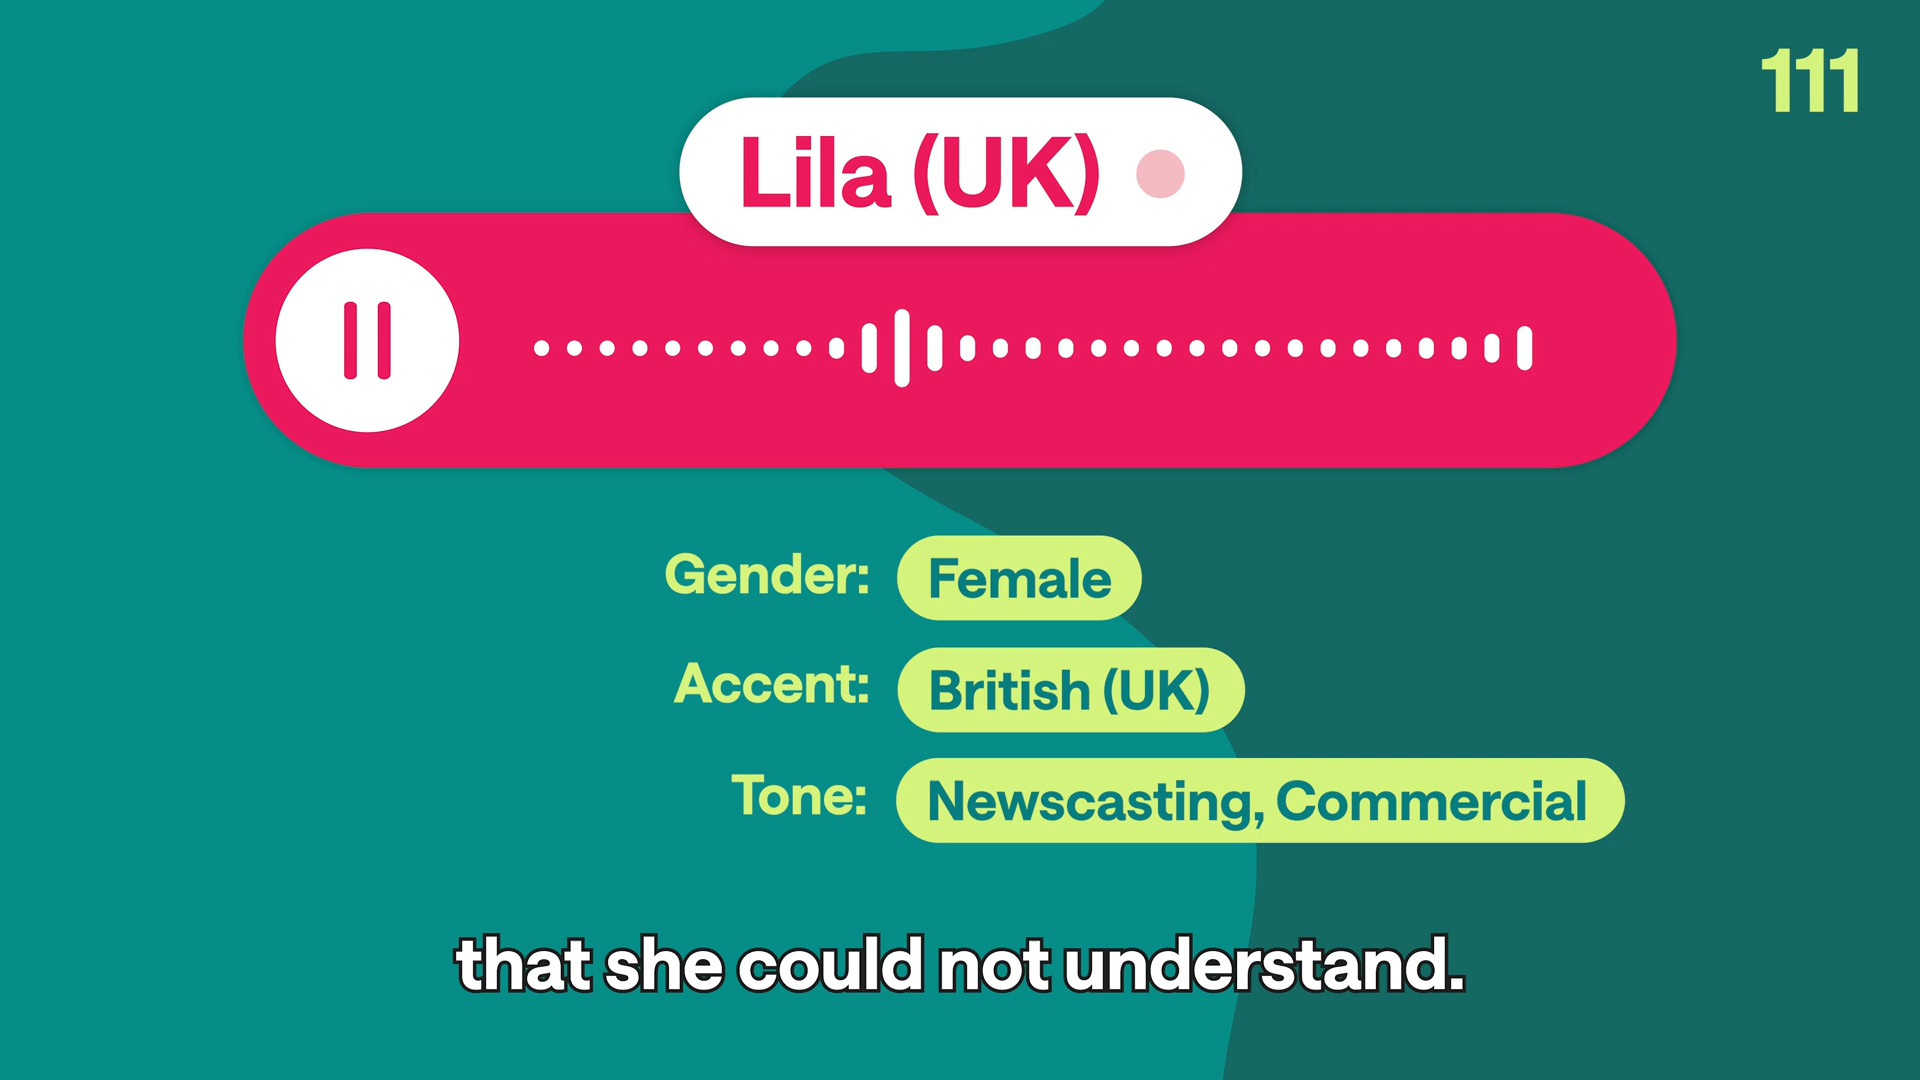 111
Lila (UK)
Gender: Female
Accent: British (UK)
Tone: Newscasting, Commercial
that she could not understand.